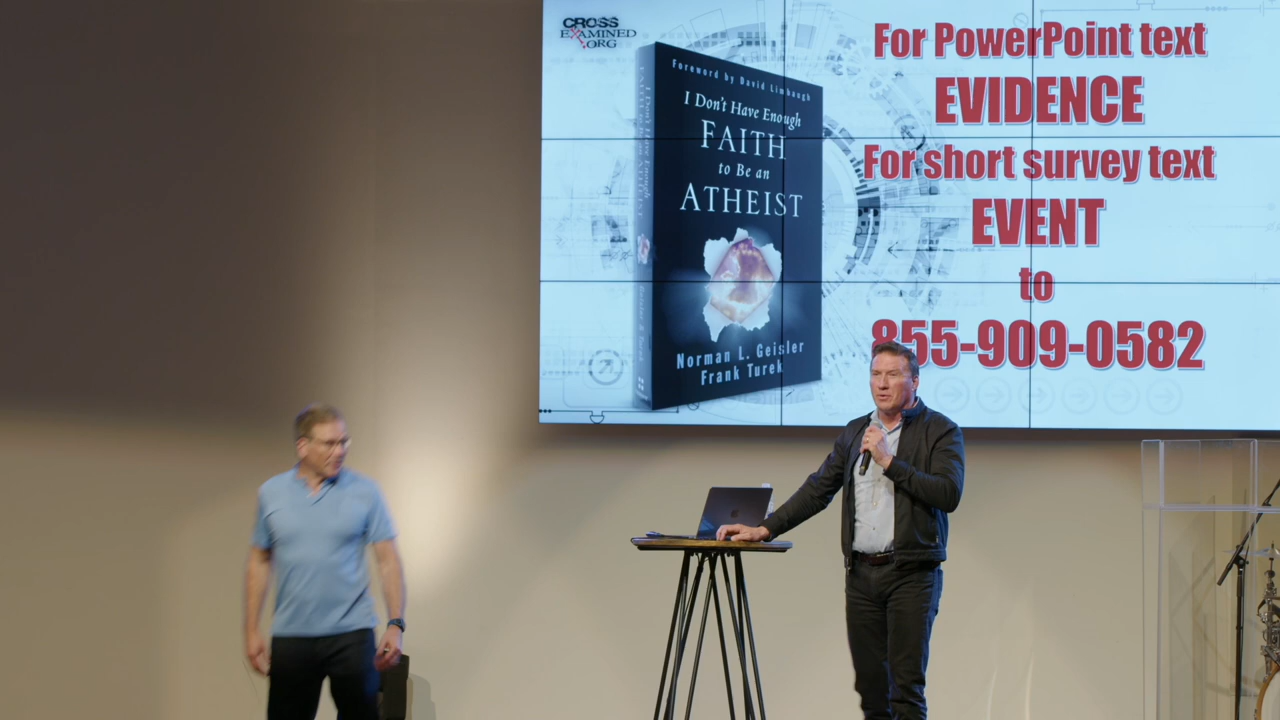 CROSS
EXAMINED
.ORG
Foreword by David Limbaugh
I Don't Have Enough
FAITH
to Be an
ATHEIST
Norman L. Geisler
Frank Turek
For PowerPoint text
EVIDENCE
For short survey text
EVENT
to
855-909-0582